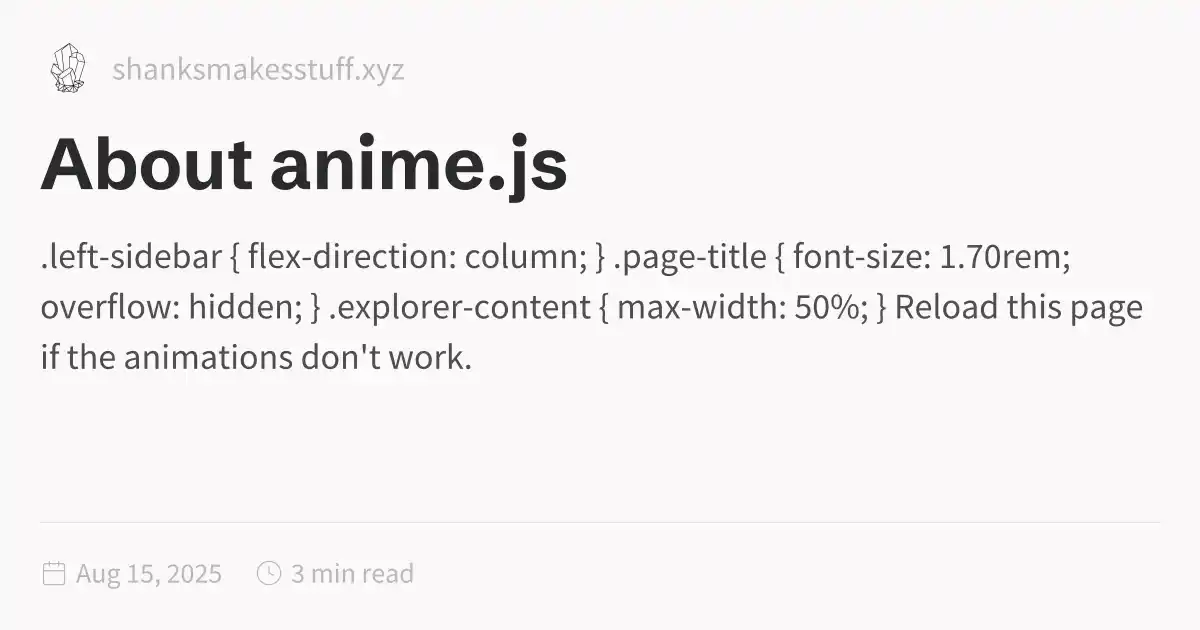 shanksmakesstuff.xyz
About anime.js
.left-sidebar { flex-direction: column; } .page-title { font-size: 1.70rem;
overflow: hidden; } .explorer-content { max-width: 50%; } Reload this page
if the animations don't work.
Aug 15, 2025 3 min read